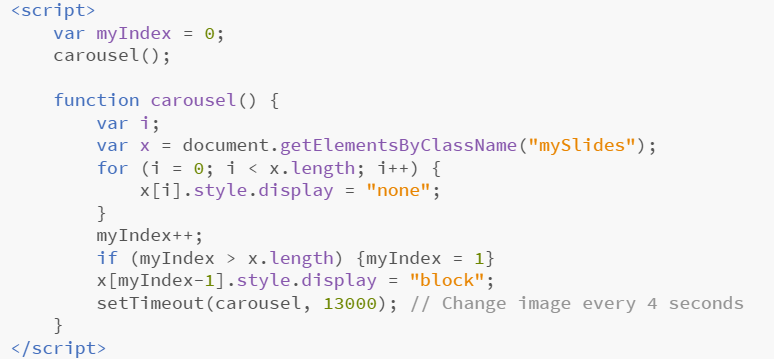 <script>
    var myIndex = 0;
    carousel();

    function carousel() {
        var i;
        var x = document.getElementsByClassName("mySlides");
        for (i = 0; i < x.length; i++) {
            x[i].style.display = "none";
        }
        myIndex++;
        if (myIndex > x.length) {myIndex = 1}
        x[myIndex-1].style.display = "block";
        setTimeout(carousel, 13000); // Change image every 4 seconds
    }
</script>